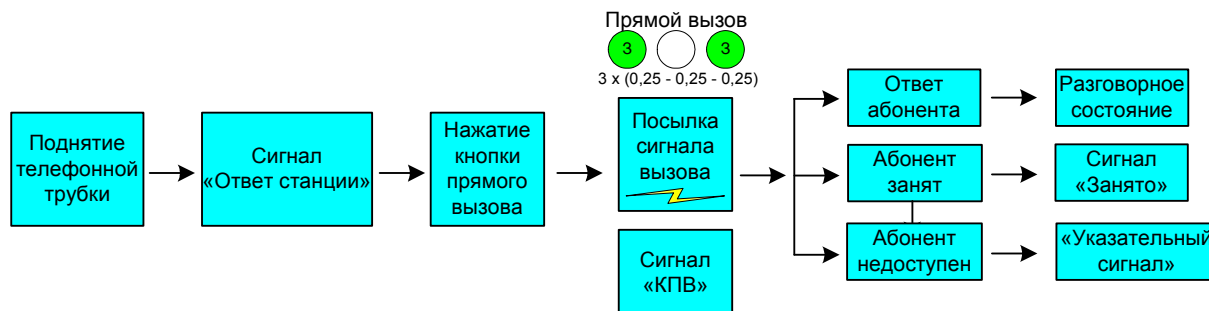 Прямой вызов
3 3
3 x (0,25 - 0,25 - 0,25)
Поднятие
телефонной
трубки
Сигнал
«Ответ станции»
Нажатие
кнопки
прямого
вызова
Посылка
сигнала
вызова
Сигнал
«КПВ»
Ответ
абонента
Разговорное
состояние
Абонент
занят
Сигнал
«Занято»
Абонент
недоступен
«Указательный
сигнал»